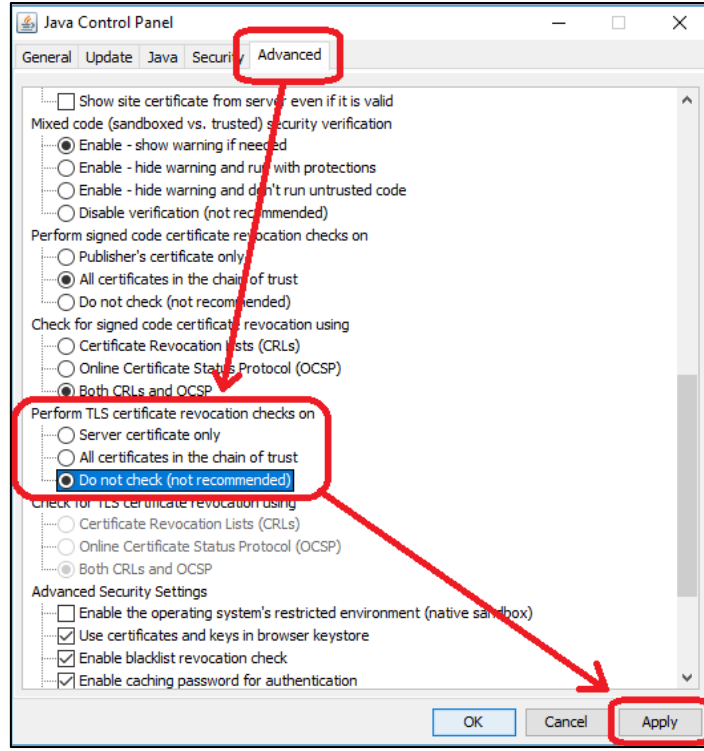 Java Control Panel
General Update Java Security Advanced
Show site certificate from server even if it is valid
Mixed code (sandboxed vs. trusted) security verification
Enable - show warning if needed
Enable - hide warning and run with protections
Enable - hide warning and don't run untrusted code
Disable verification (not recommended)
Perform signed code certificate revocation checks on
Publisher's certificate only
All certificates in the chain of trust
Do not check (not recommended)
Check for signed code certificate revocation using
Certificate Revocation Lists (CRLs)
Online Certificate Status Protocol (OCSP)
Both CRLs and OCSP
Perform TLS certificate revocation checks on
Server certificate only
All certificates in the chain of trust
Do not check (not recommended)
Check for TLS certificate revocation using
Certificate Revocation Lists (CRLs)
Online Certificate Status Protocol (OCSP)
Both CRLs and OCSP
Advanced Security Settings
Enable the operating system's restricted environment (native sandbox)
Use certificates and keys in browser keystore
Enable blacklist revocation check
Enable caching password for authentication
OK Cancel Apply